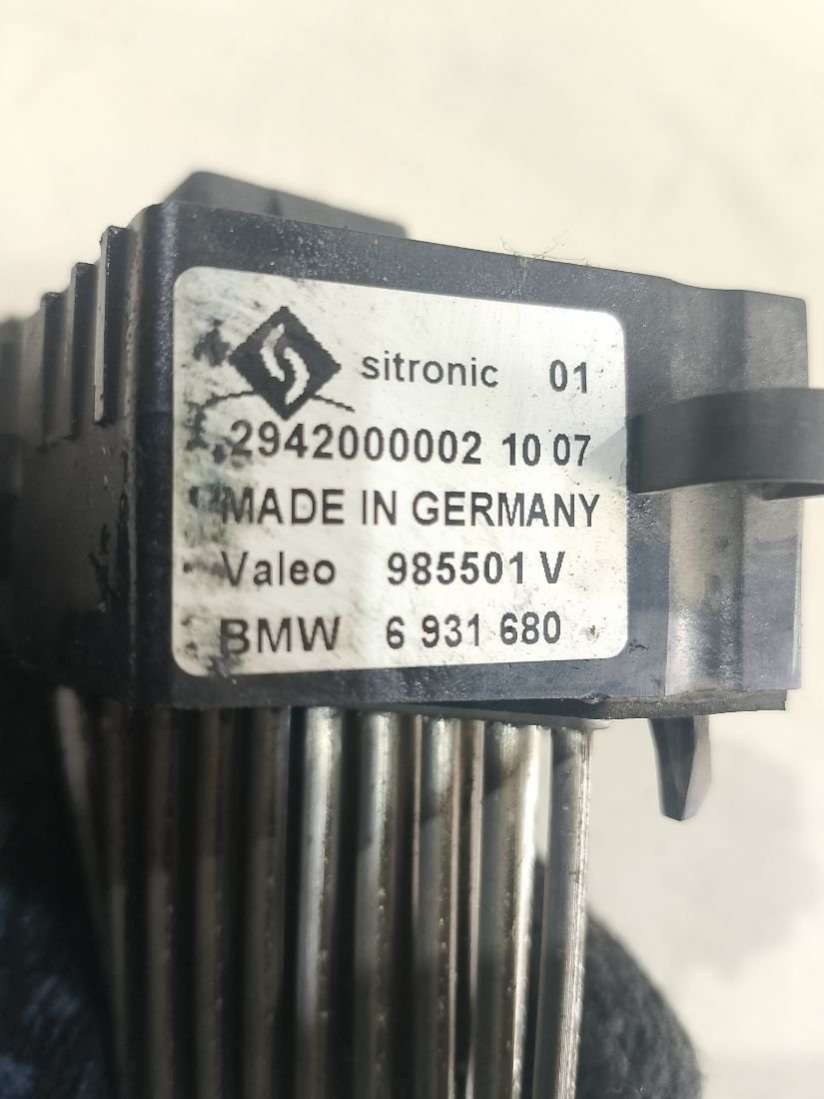 sitronic 01
2942000002 10 07
MADE IN GERMANY
Valeo 985501 V
BMW 6 931 680